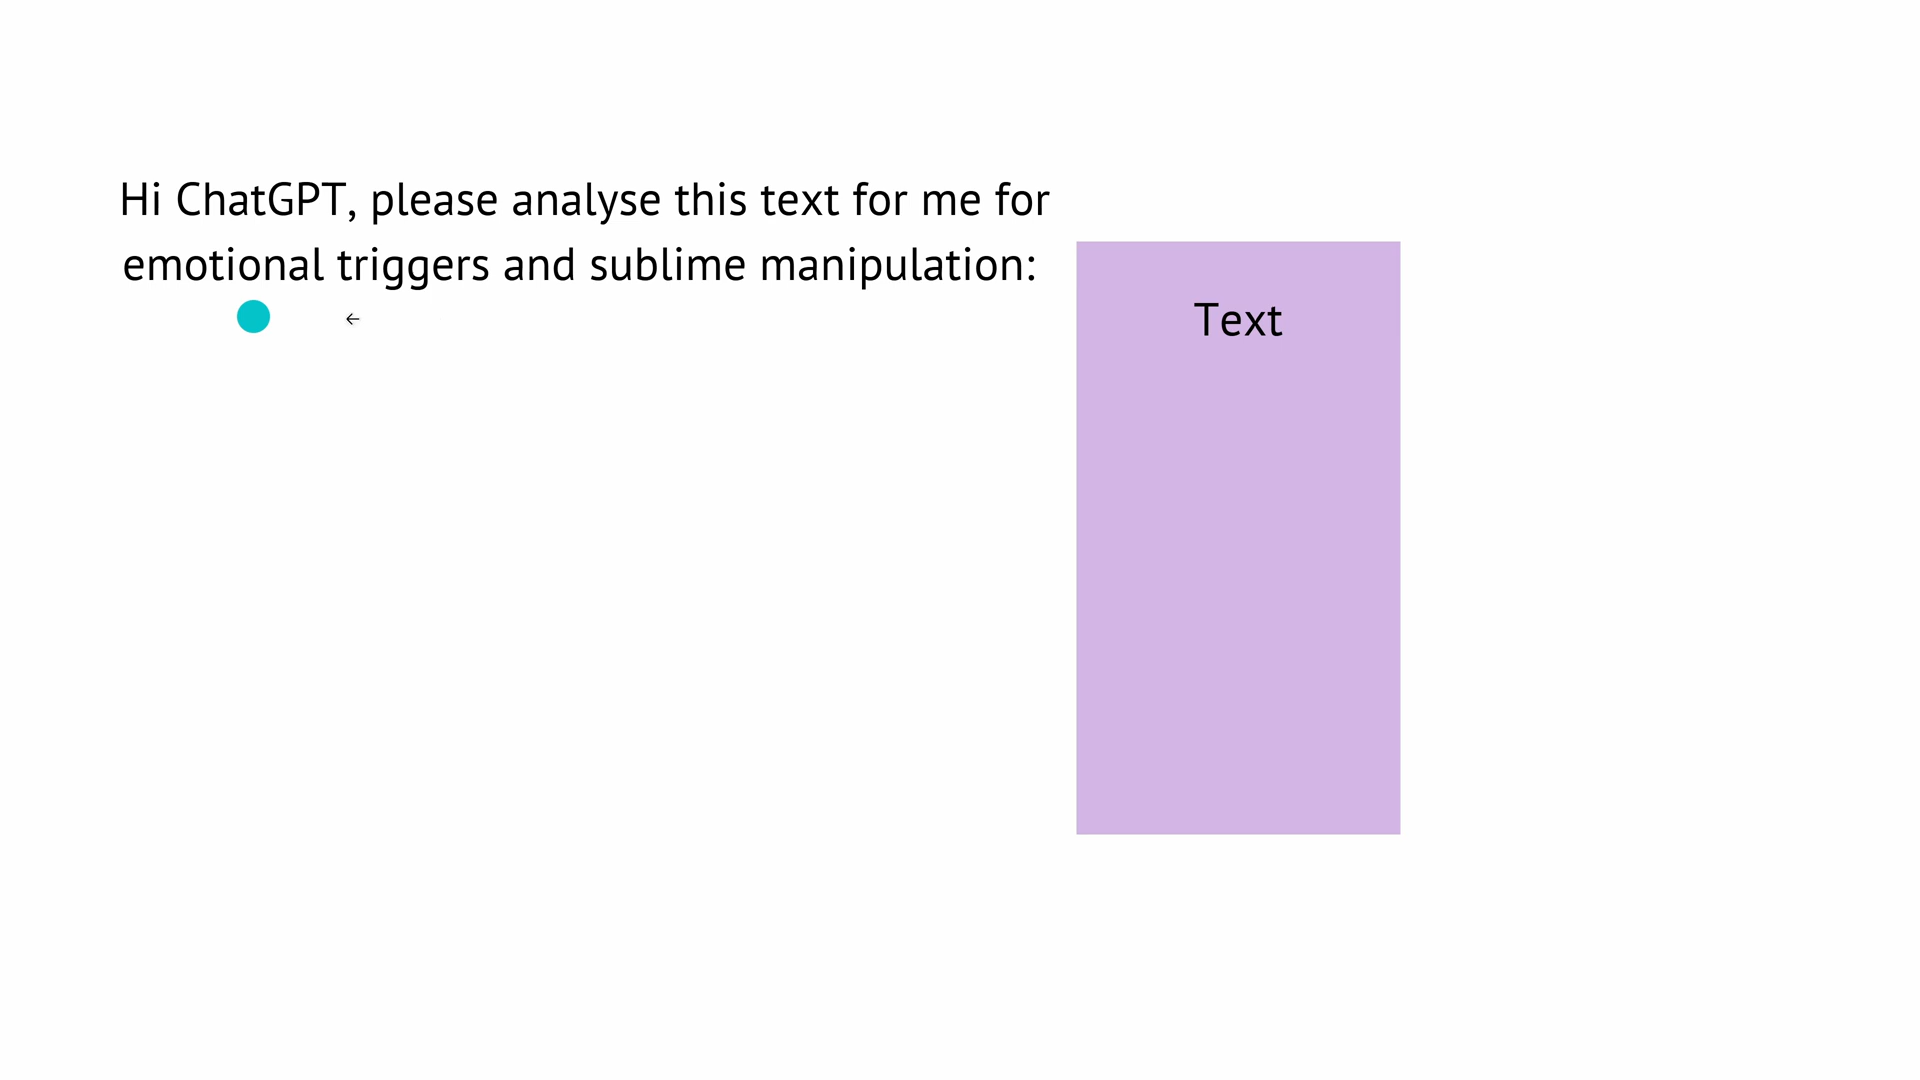 Hi ChatGPT, please analyse this text for me for
emotional triggers and sublime manipulation:
←
Text